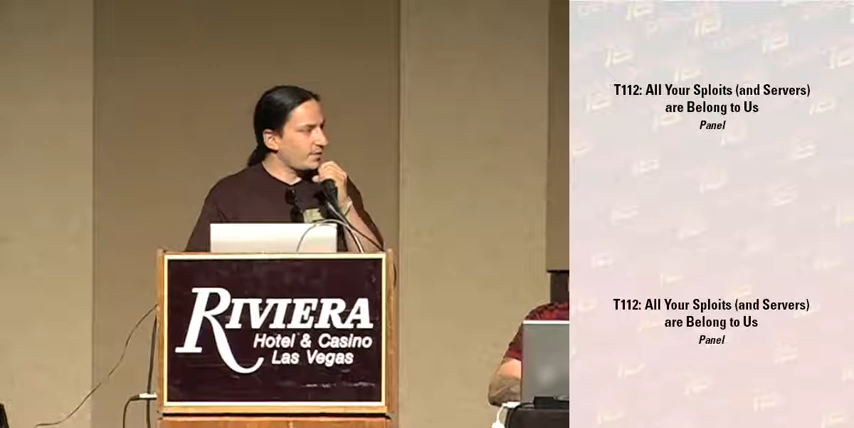 RIVIERA
Hotel & Casino
Las Vegas
T112: All Your Sploits (and Servers)
are Belong to Us
Panel
T112: All Your Sploits (and Servers)
are Belong to Us
Panel